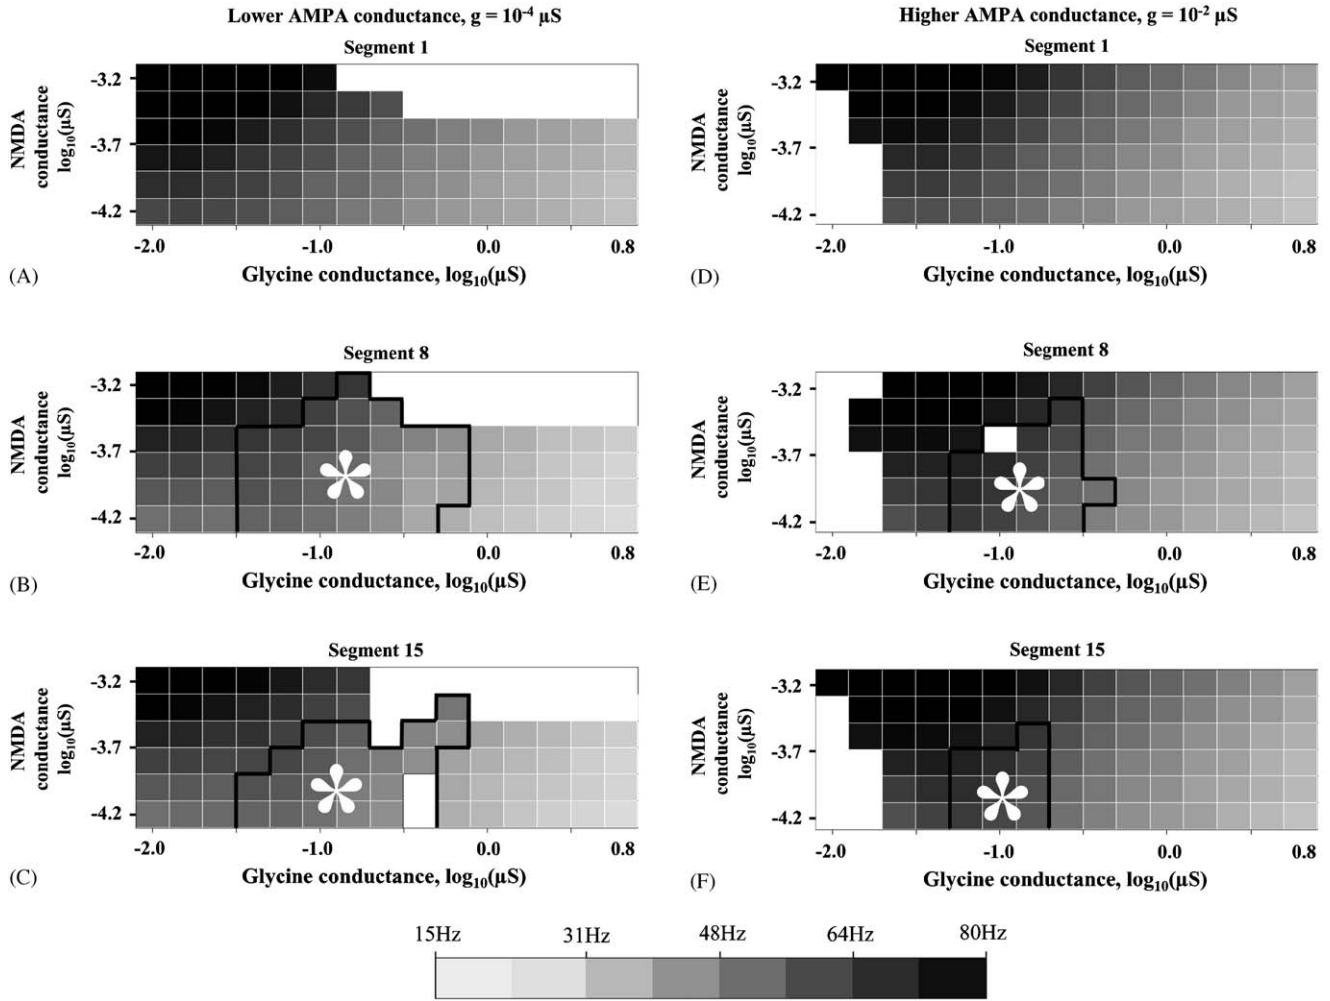 Lower AMPA conductance, g = 10⁻⁴ µS
Higher AMPA conductance, g = 10⁻² µS
Segment 1
NMDA
conductance
log₁₀(µS)
-3.2
-3.7
-4.2
-2.0 -1.0 0.0 0.8
(A) Glycine conductance, log₁₀(µS)
Segment 1
NMDA
conductance
log₁₀(µS)
-3.2
-3.7
-4.2
-2.0 -1.0 0.0 0.8
(D) Glycine conductance, log₁₀(µS)
Segment 8
NMDA
conductance
log₁₀(µS)
-3.2
-3.7
-4.2
*
-2.0 -1.0 0.0 0.8
(B) Glycine conductance, log₁₀(µS)
Segment 8
NMDA
conductance
log₁₀(µS)
-3.2
-3.7
-4.2
*
-2.0 -1.0 0.0 0.8
(E) Glycine conductance, log₁₀(µS)
Segment 15
NMDA
conductance
log₁₀(µS)
-3.2
-3.7
-4.2
*
-2.0 -1.0 0.0 0.8
(C) Glycine conductance, log₁₀(µS)
Segment 15
NMDA
conductance
log₁₀(µS)
-3.2
-3.7
-4.2
*
-2.0 -1.0 0.0 0.8
(F) Glycine conductance, log₁₀(µS)
15Hz 31Hz 48Hz 64Hz 80Hz